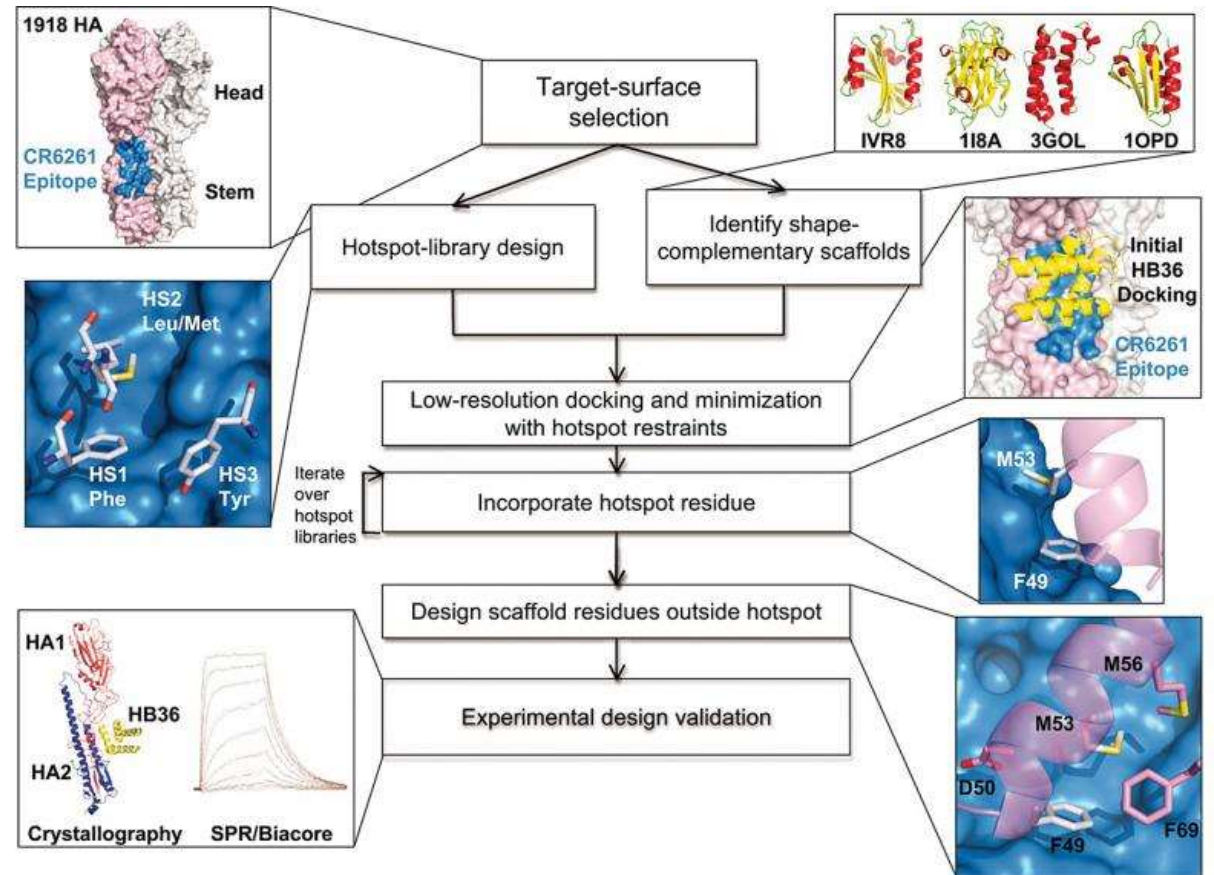 1918 HA
Head
CR6261
Epitope
Stem
Target-surface
selection
IVR8
1I8A
3GOL
1OPD
Hotspot-library design
Identify shape-
complementary scaffolds
HS2
Leu/Met
HS1
Phe
HS3
Tyr
Initial
HB36
Docking
CR6261
Epitope
Low-resolution docking and minimization
with hotspot restraints
Iterate
over
hotspot
libraries
Incorporate hotspot residue
M53
F49
Design scaffold residues outside hotspot
HA1
HB36
HA2
Crystallography
SPR/Biacore
Experimental design validation
M56
M53
D50
F69
F49